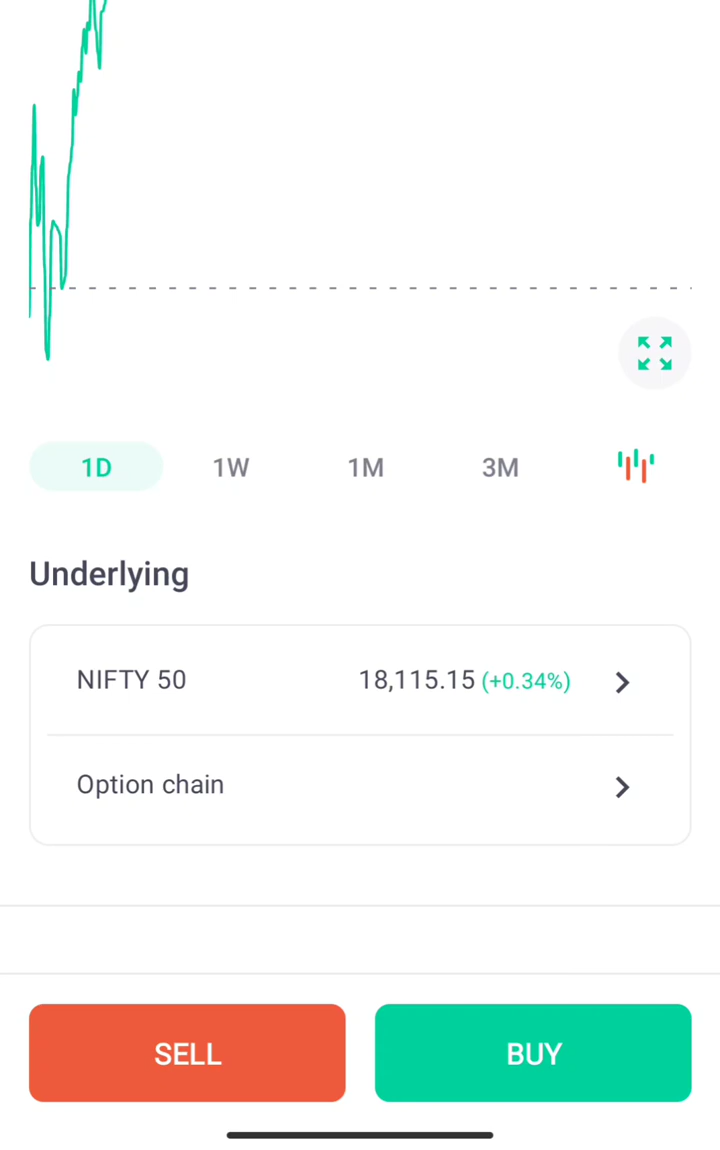 1D 1W 1M 3M
Underlying
NIFTY 50 18,115.15 (+0.34%)
Option chain
SELL BUY